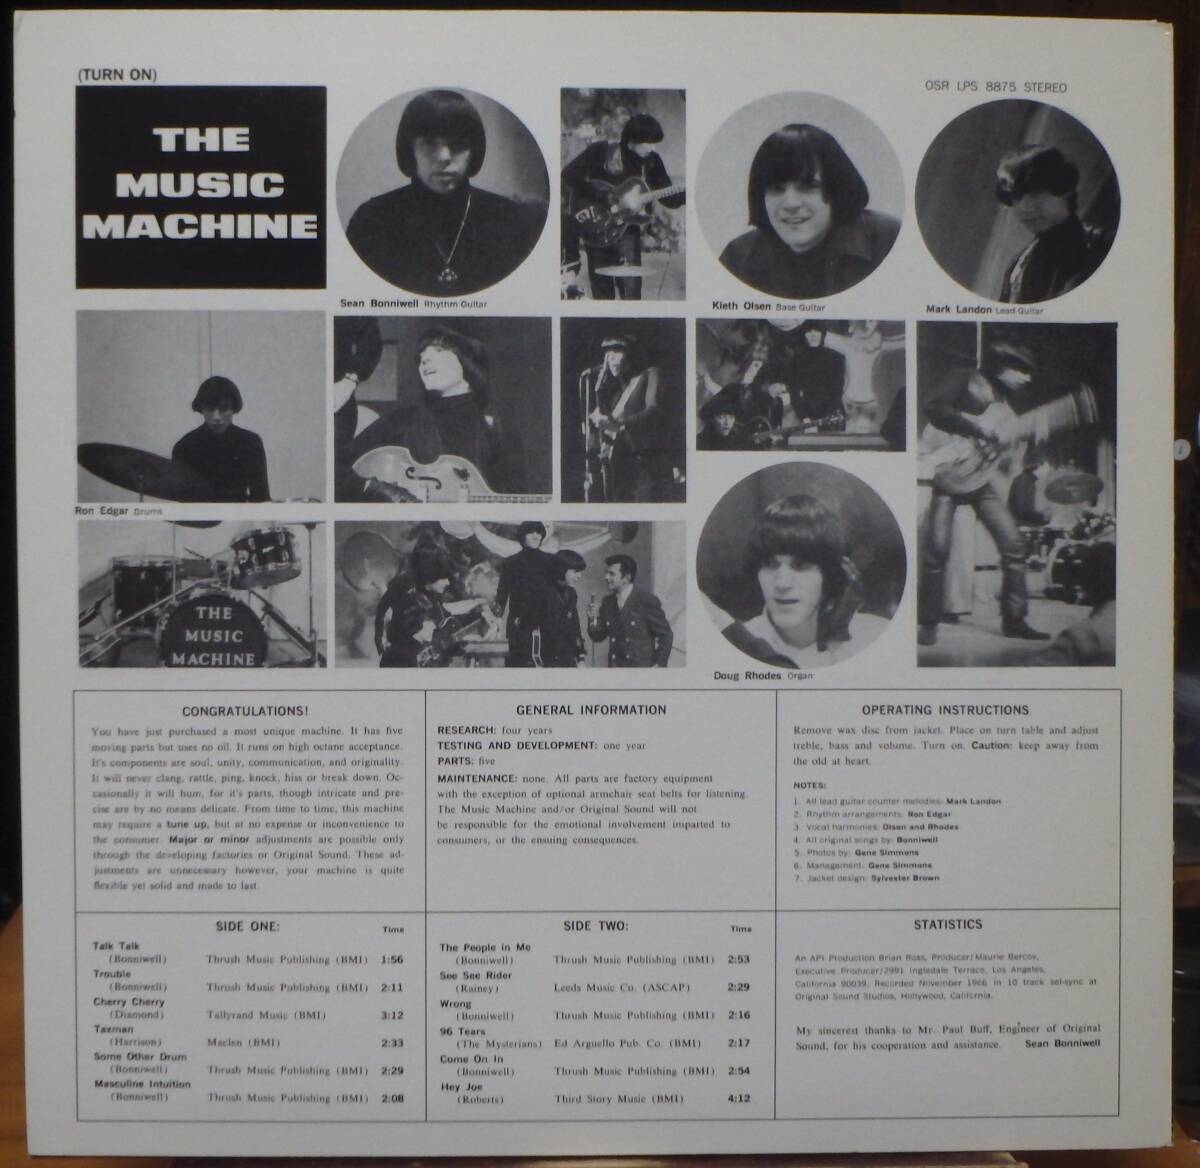 (TURN ON)
OSR LPS 8875 STEREO
THE
MUSIC
MACHINE
Sean Bonniwell Rhythm Guitar
Kieth Olsen Base Guitar
Mark Landon Lead Guitar
Ron Edgar Drums
THE
MUSIC
MACHINE
Doug Rhodes Organ
CONGRATULATIONS!
You have just purchased a most unique machine. It has five
moving parts but uses no oil. It runs on high octane acceptance.
It's components are soul, unity, communication, and originality.
It will never clang, rattle, ping, knock, hiss or break down. Oc-
casionally it will hum, for it's parts, though intricate and pre-
cise are by no means delicate. From time to time, this machine
may require a tune up, but at no expense or inconvenience to
the consumer. Major or minor adjustments are possible only
through the developing factories or Original Sound. These ad-
justments are unnecessary however, your machine is quite
flexible yet solid and made to last.
GENERAL INFORMATION
RESEARCH: four years
TESTING AND DEVELOPMENT: one year
PARTS: five
MAINTENANCE: none. All parts are factory equipment
with the exception of optional armchair seat belts for listening.
The Music Machine and/or Original Sound will not
be responsible for the emotional involvement imparted to
consumers, or the ensuing consequences.
OPERATING INSTRUCTIONS
Remove wax disc from jacket. Place on turn table and adjust
treble, bass and volume. Turn on. Caution: keep away from
the old at heart.
NOTES:
1. All lead guitar counter melodies: Mark Landon
2. Rhythm arrangements: Ron Edgar
3. Vocal harmonies: Olsen and Rhodes
4. All original songs by: Bonniwell
5. Photos by: Gene Simmons
6. Management: Gene Simmons
7. Jacket design: Sylvester Brown
SIDE ONE: Time
Talk Talk
(Bonniwell) Thrush Music Publishing (BMI) 1:56
Trouble
(Bonniwell) Thrush Music Publishing (BMI) 2:11
Cherry Cherry
(Diamond) Tallyrand Music (BMI) 3:12
Taxman
(Harrison) Maclen (BMI) 2:33
Some Other Drum
(Bonniwell) Thrush Music Publishing (BMI) 2:29
Masculine Intuition
(Bonniwell) Thrush Music Publishing (BMI) 2:08
SIDE TWO: Time
The People in Me
(Bonniwell) Thrush Music Publishing (BMI) 2:53
See See Rider
(Rainey) Leeds Music Co. (ASCAP) 2:29
Wrong
(Bonniwell) Thrush Music Publishing (BMI) 2:16
96 Tears
(The Mysterians) Ed Arguello Pub. Co. (BMI) 2:17
Come On In
(Bonniwell) Thrush Music Publishing (BMI) 2:54
Hey Joe
(Roberts) Third Story Music (BMI) 4:12
STATISTICS
An API Production Brian Ross, Producer/Maurie Bercov,
Executive Producer/2991 Ingledale Terrace, Los Angeles,
California 90039. Recorded November 1966 in 10 track sel-sync at
Original Sound Studios, Hollywood, California.
My sincerest thanks to Mr. Paul Buff, Engineer of Original
Sound, for his cooperation and assistance. Sean Bonniwell